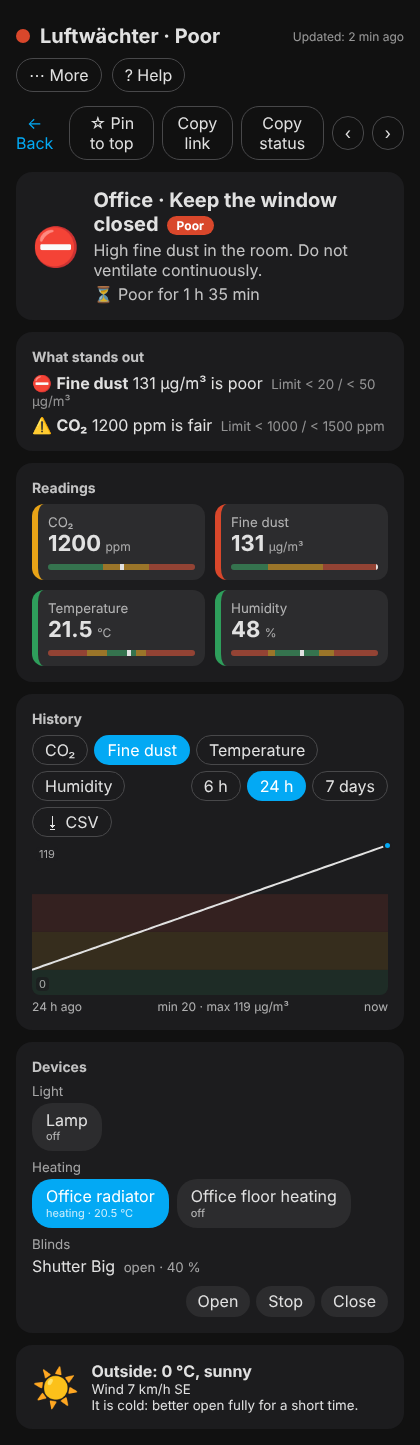 Luftwächter · Poor
Updated: 2 min ago
··· More
? Help
← Back
☆ Pin to top
Copy link
Copy status
‹
›
Office · Keep the window
closed Poor
High fine dust in the room. Do not
ventilate continuously.
⏳ Poor for 1 h 35 min
What stands out
⛔ Fine dust 131 µg/m³ is poor Limit < 20 / < 50
µg/m³
⚠️ CO₂ 1200 ppm is fair Limit < 1000 / < 1500 ppm
Readings
CO₂
1200 ppm
Fine dust
131 µg/m³
Temperature
21.5 °C
Humidity
48 %
History
CO₂ Fine dust Temperature
Humidity 6 h 24 h 7 days
⤓ CSV
119
0
24 h ago min 20 · max 119 µg/m³ now
Devices
Light
Lamp
off
Heating
Office radiator
heating · 20.5 °C
Office floor heating
off
Blinds
Shutter Big open · 40 %
Open Stop Close
Outside: 0 °C, sunny
Wind 7 km/h SE
It is cold: better open fully for a short time.